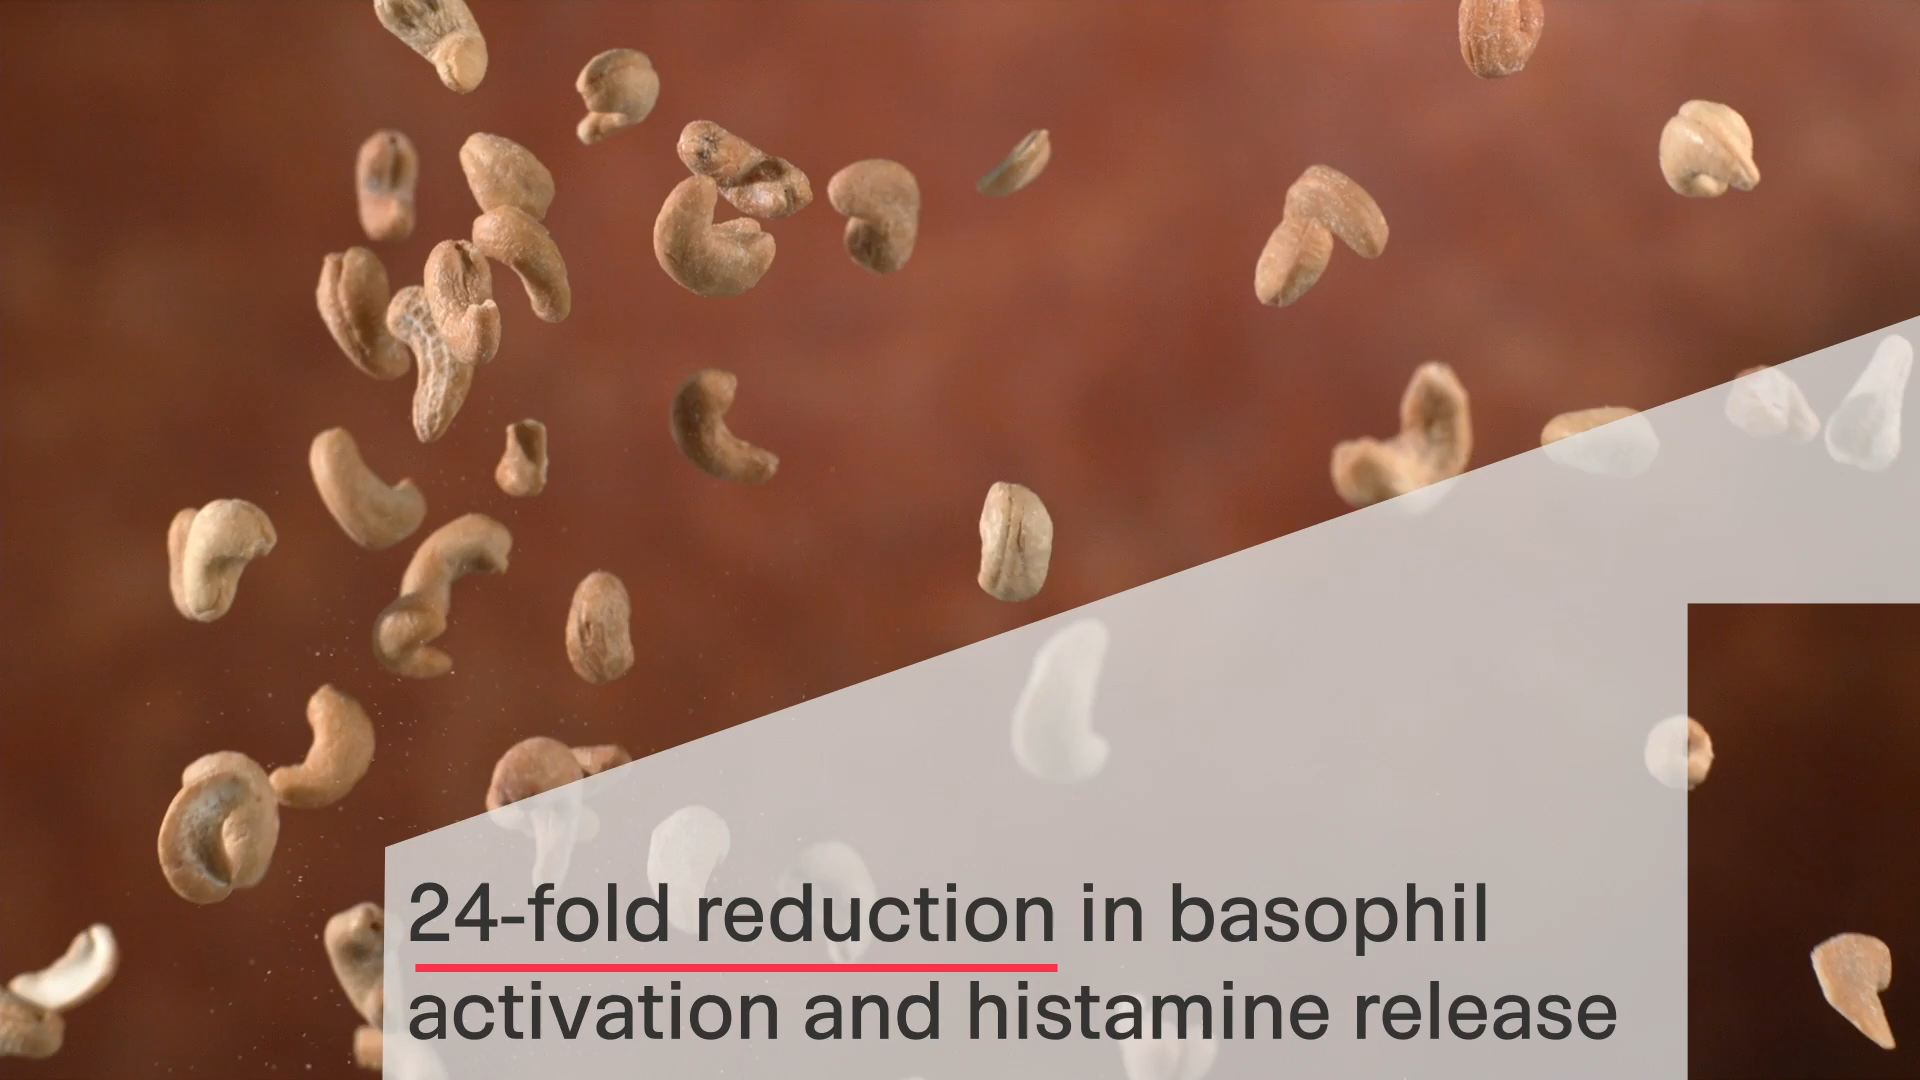 24-fold reduction in basophil
activation and histamine release